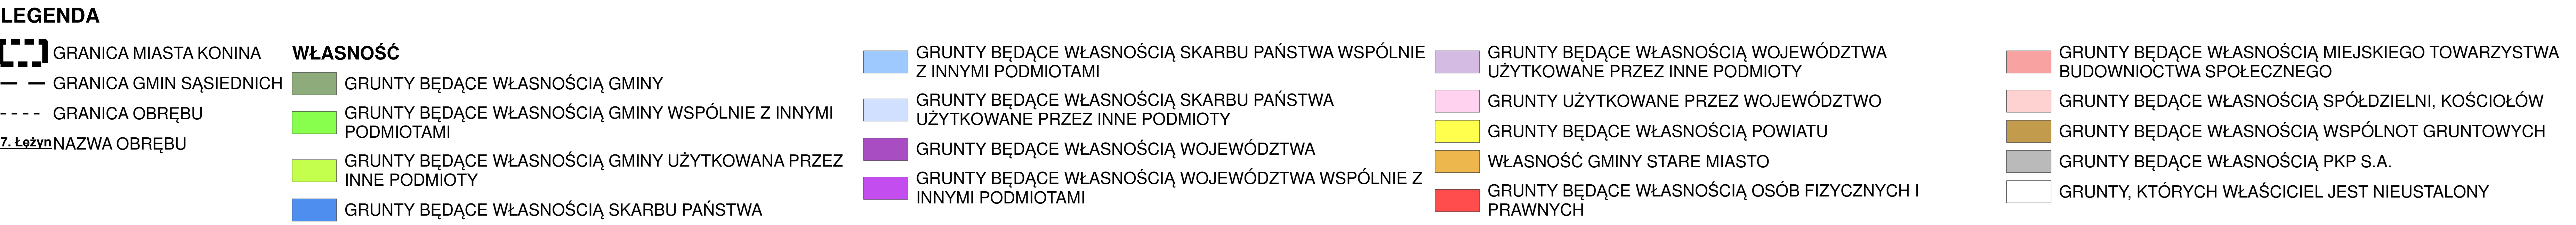 LEGENDA
GRANICA MIASTA KONINA
GRANICA GMIN SĄSIEDNICH
GRANICA OBRĘBU
7. Łężyn NAZWA OBRĘBU
WŁASNOŚĆ
GRUNTY BĘDĄCE WŁASNOŚCIĄ GMINY
GRUNTY BĘDĄCE WŁASNOŚCIĄ GMINY WSPÓLNIE Z INNYMI
PODMIOTAMI
GRUNTY BĘDĄCE WŁASNOŚCIĄ GMINY UŻYTKOWANA PRZEZ
INNE PODMIOTY
GRUNTY BĘDĄCE WŁASNOŚCIĄ SKARBU PAŃSTWA
GRUNTY BĘDĄCE WŁASNOŚCIĄ SKARBU PAŃSTWA WSPÓLNIE
Z INNYMI PODMIOTAMI
GRUNTY BĘDĄCE WŁASNOŚCIĄ SKARBU PAŃSTWA
UŻYTKOWANE PRZEZ INNE PODMIOTY
GRUNTY BĘDĄCE WŁASNOŚCIĄ WOJEWÓDZTWA
GRUNTY BĘDĄCE WŁASNOŚCIĄ WOJEWÓDZTWA WSPÓLNIE Z
INNYMI PODMIOTAMI
GRUNTY BĘDĄCE WŁASNOŚCIĄ WOJEWÓDZTWA
UŻYTKOWANE PRZEZ INNE PODMIOTY
GRUNTY UŻYTKOWANE PRZEZ WOJEWÓDZTWO
GRUNTY BĘDĄCE WŁASNOŚCIĄ POWIATU
WŁASNOŚĆ GMINY STARE MIASTO
GRUNTY BĘDĄCE WŁASNOŚCIĄ OSÓB FIZYCZNYCH I
PRAWNYCH
GRUNTY BĘDĄCE WŁASNOŚCIĄ MIEJSKIEGO TOWARZYSTWA
BUDOWNIOCTWA SPOŁECZNEGO
GRUNTY BĘDĄCE WŁASNOŚCIĄ SPÓŁDZIELNI, KOŚCIOŁÓW
GRUNTY BĘDĄCE WŁASNOŚCIĄ WSPÓLNOT GRUNTOWYCH
GRUNTY BĘDĄCE WŁASNOŚCIĄ PKP S.A.
GRUNTY, KTÓRYCH WŁAŚCICIEL JEST NIEUSTALONY